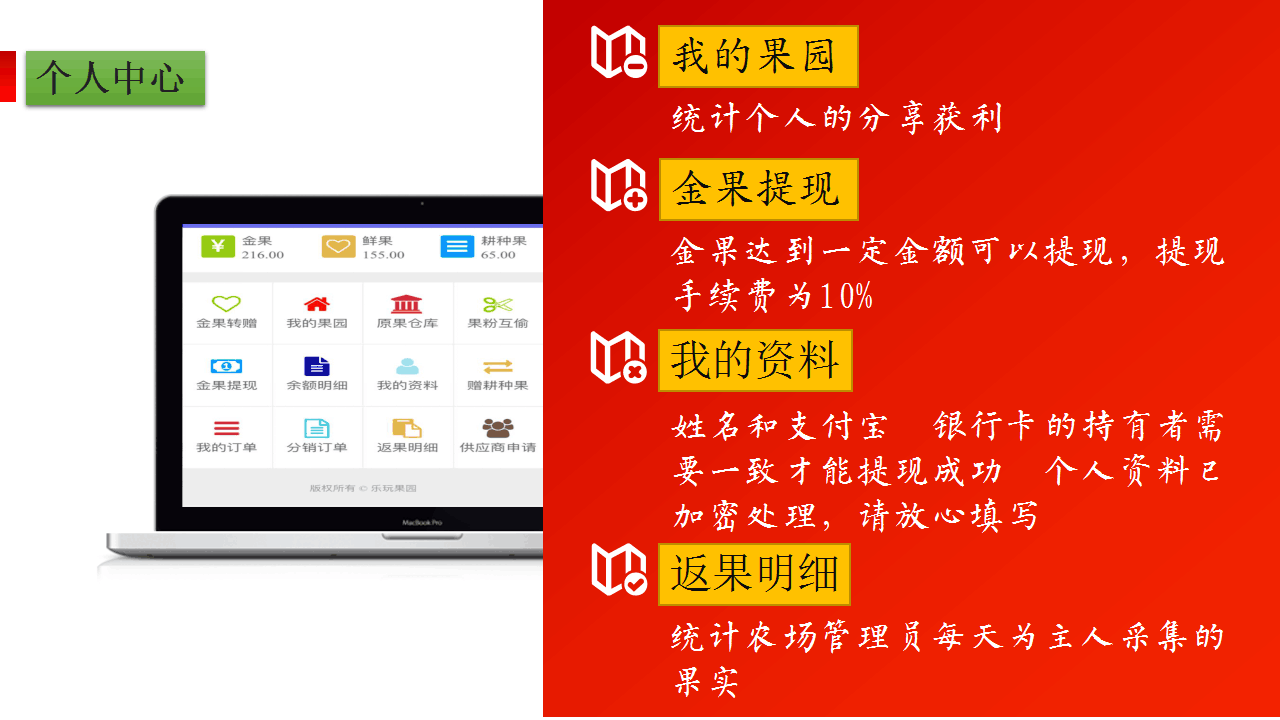 个人中心
金果
216.00
鲜果
155.00
耕种果
65.00
金果转赠
我的果园
原果仓库
果粉互偷
金果提现
余额明细
我的资料
赠耕种果
我的订单
分销订单
返果明细
供应商申请
版权所有 © 乐玩果园
MacBook Pro
我的果园
统计个人的分享获利
金果提现
金果达到一定金额可以提现，提现
手续费为10%
我的资料
姓名和支付宝　银行卡的持有者需
要一致才能提现成功　个人资料已
加密处理，请放心填写
返果明细
统计农场管理员每天为主人采集的
果实